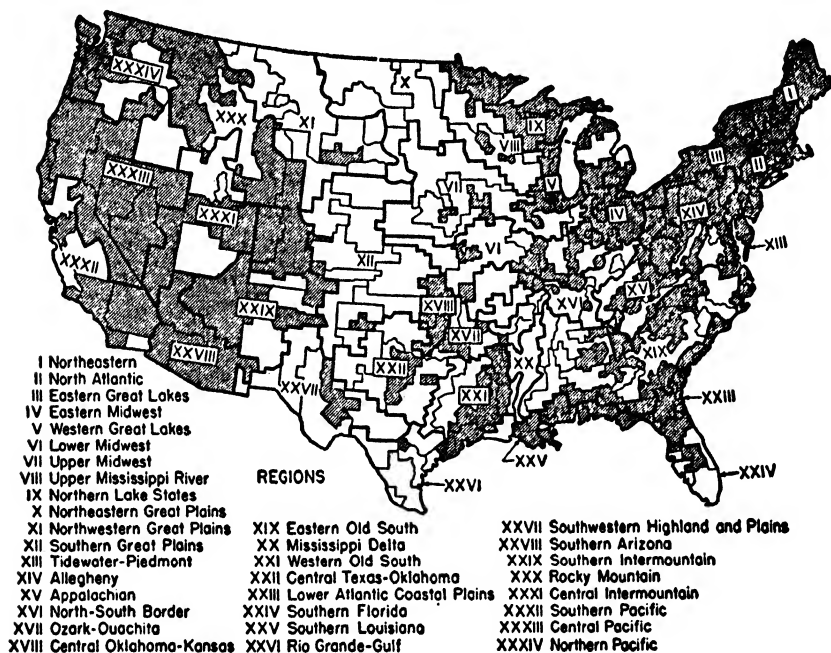 XXXIV
X
I
XXX
XI
IX
VIII
III
II
XXXIII
VII
V
XXXI
IV
XIV
XIII
XXXII
XII
VI
XV
XVI
XVIII
XXIX
XVII
XIX
XXVIII
XXII
XX
XXI
XXVII
XXIII
XXV
XXIV
XXVI
REGIONS
I Northeastern
II North Atlantic
III Eastern Great Lakes
IV Eastern Midwest
V Western Great Lakes
VI Lower Midwest
VII Upper Midwest
VIII Upper Mississippi River
IX Northern Lake States
X Northeastern Great Plains
XI Northwestern Great Plains
XII Southern Great Plains
XIII Tidewater-Piedmont
XIV Allegheny
XV Appalachian
XVI North-South Border
XVII Ozark-Ouachita
XVIII Central Oklahoma-Kansas
XIX Eastern Old South
XX Mississippi Delta
XXI Western Old South
XXII Central Texas-Oklahoma
XXIII Lower Atlantic Coastal Plains
XXIV Southern Florida
XXV Southern Louisiana
XXVI Rio Grande-Gulf
XXVII Southwestern Highland and Plains
XXVIII Southern Arizona
XXIX Southern Intermountain
XXX Rocky Mountain
XXXI Central Intermountain
XXXII Southern Pacific
XXXIII Central Pacific
XXXIV Northern Pacific